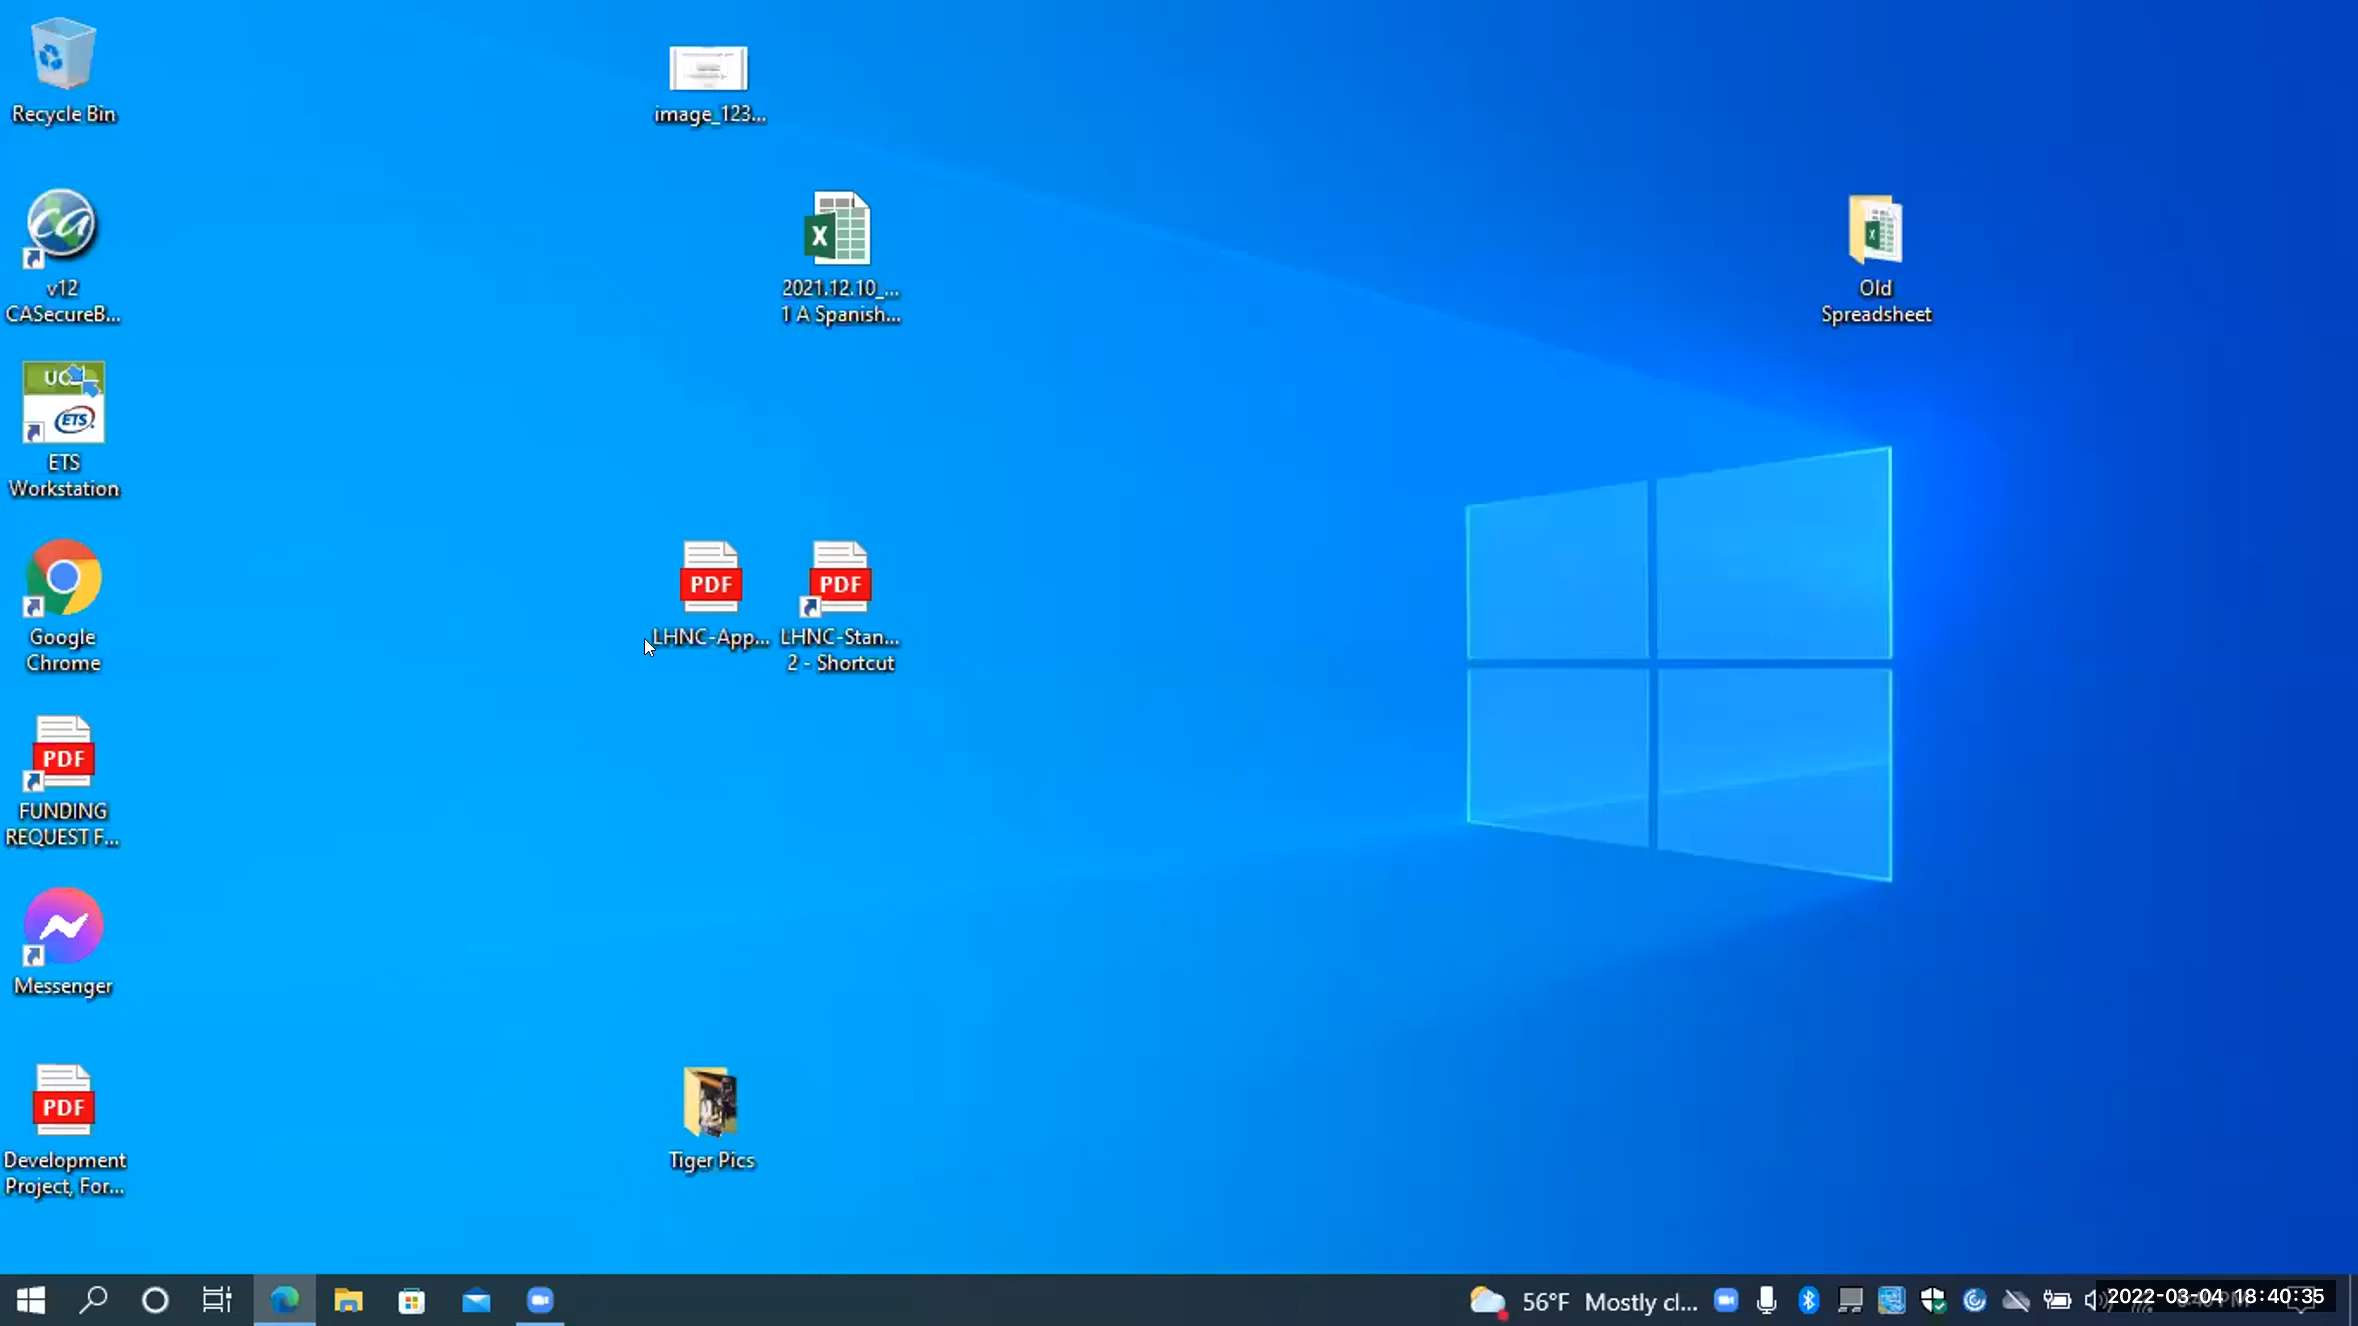 Recycle Bin
image_123...
v12
CASecureB...
2021.12.10_...
1 A Spanish...
Old
Spreadsheet
UC
ETS
ETS
Workstation
Google
Chrome
PDF
LHNC-App...
PDF
LHNC-Stan...
2 - Shortcut
PDF
FUNDING
REQUEST F...
Messenger
PDF
Development
Project, For...
Tiger Pics
56°F Mostly cl...
2022-03-04 18:40:35